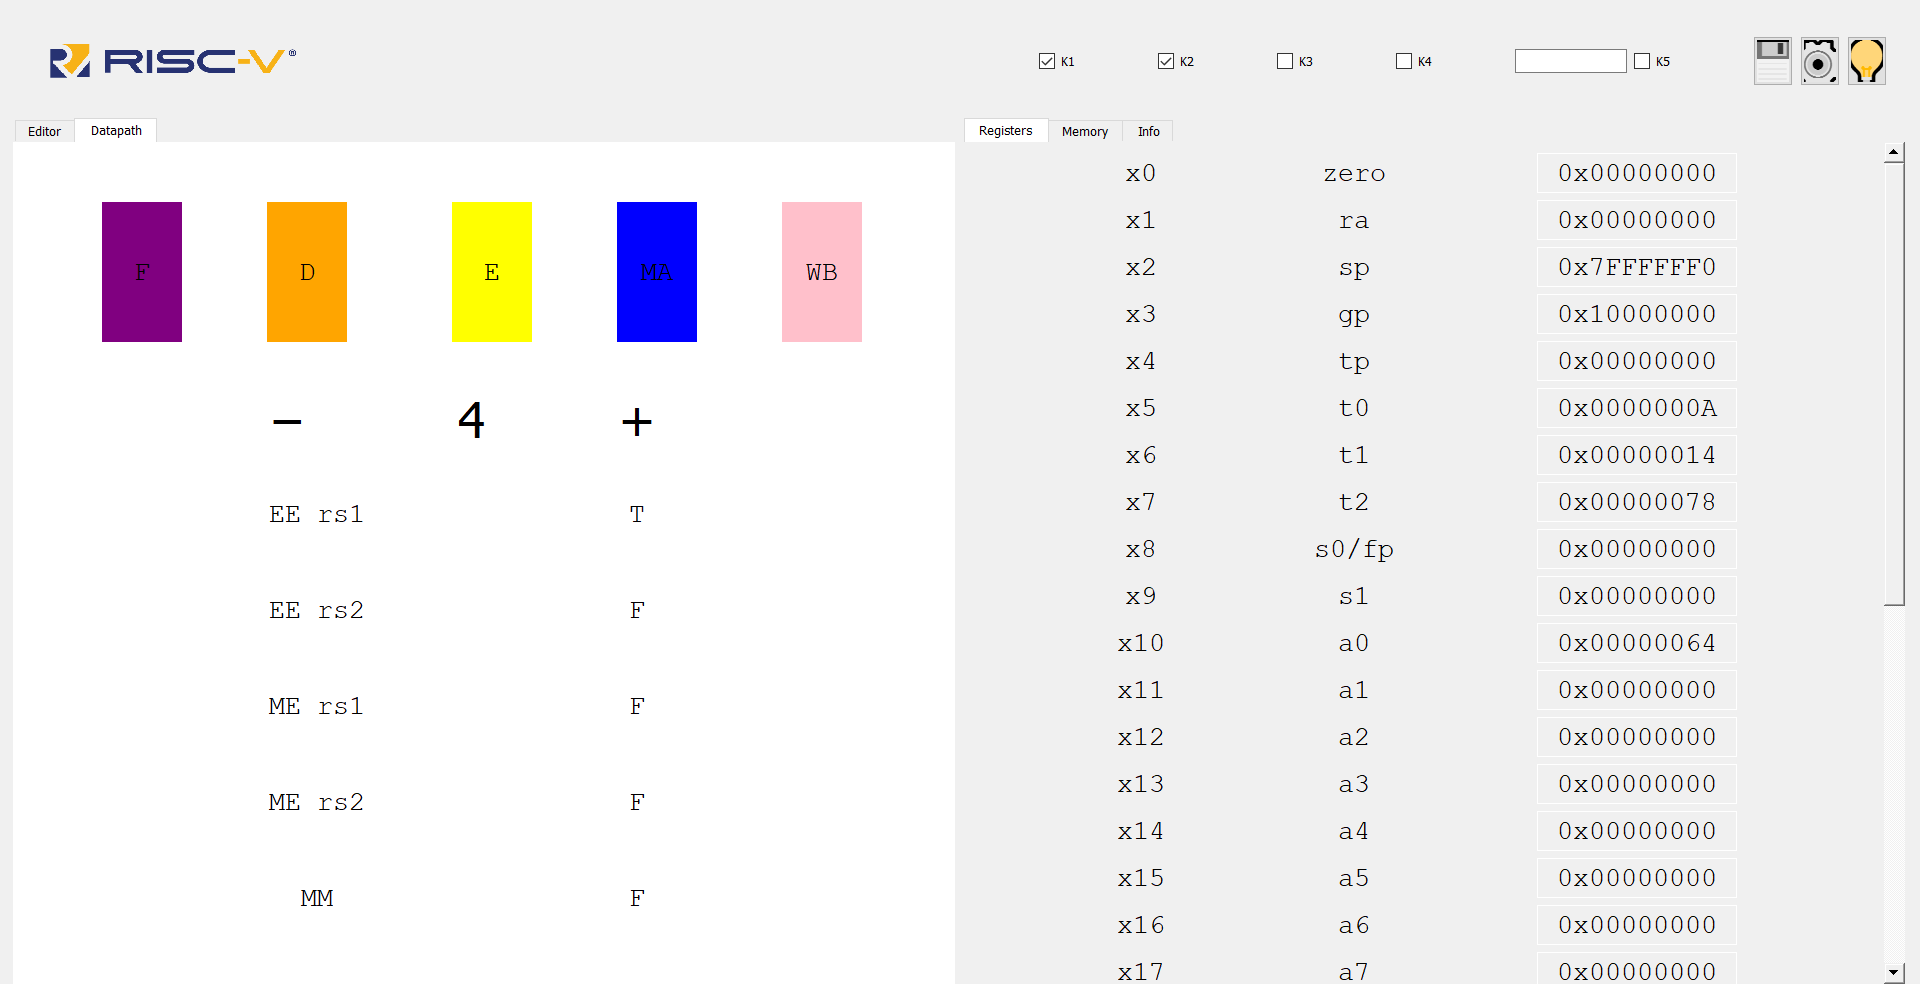 RISC-V®
K1 K2 K3 K4 K5
Editor Datapath
Registers Memory Info
F D E MA WB
- 4 +
EE rs1 T
EE rs2 F
ME rs1 F
ME rs2 F
MM F
x0 zero 0x00000000
x1 ra 0x00000000
x2 sp 0x7FFFFFF0
x3 gp 0x10000000
x4 tp 0x00000000
x5 t0 0x0000000A
x6 t1 0x00000014
x7 t2 0x00000078
x8 s0/fp 0x00000000
x9 s1 0x00000000
x10 a0 0x00000064
x11 a1 0x00000000
x12 a2 0x00000000
x13 a3 0x00000000
x14 a4 0x00000000
x15 a5 0x00000000
x16 a6 0x00000000
x17 a7 0x00000000